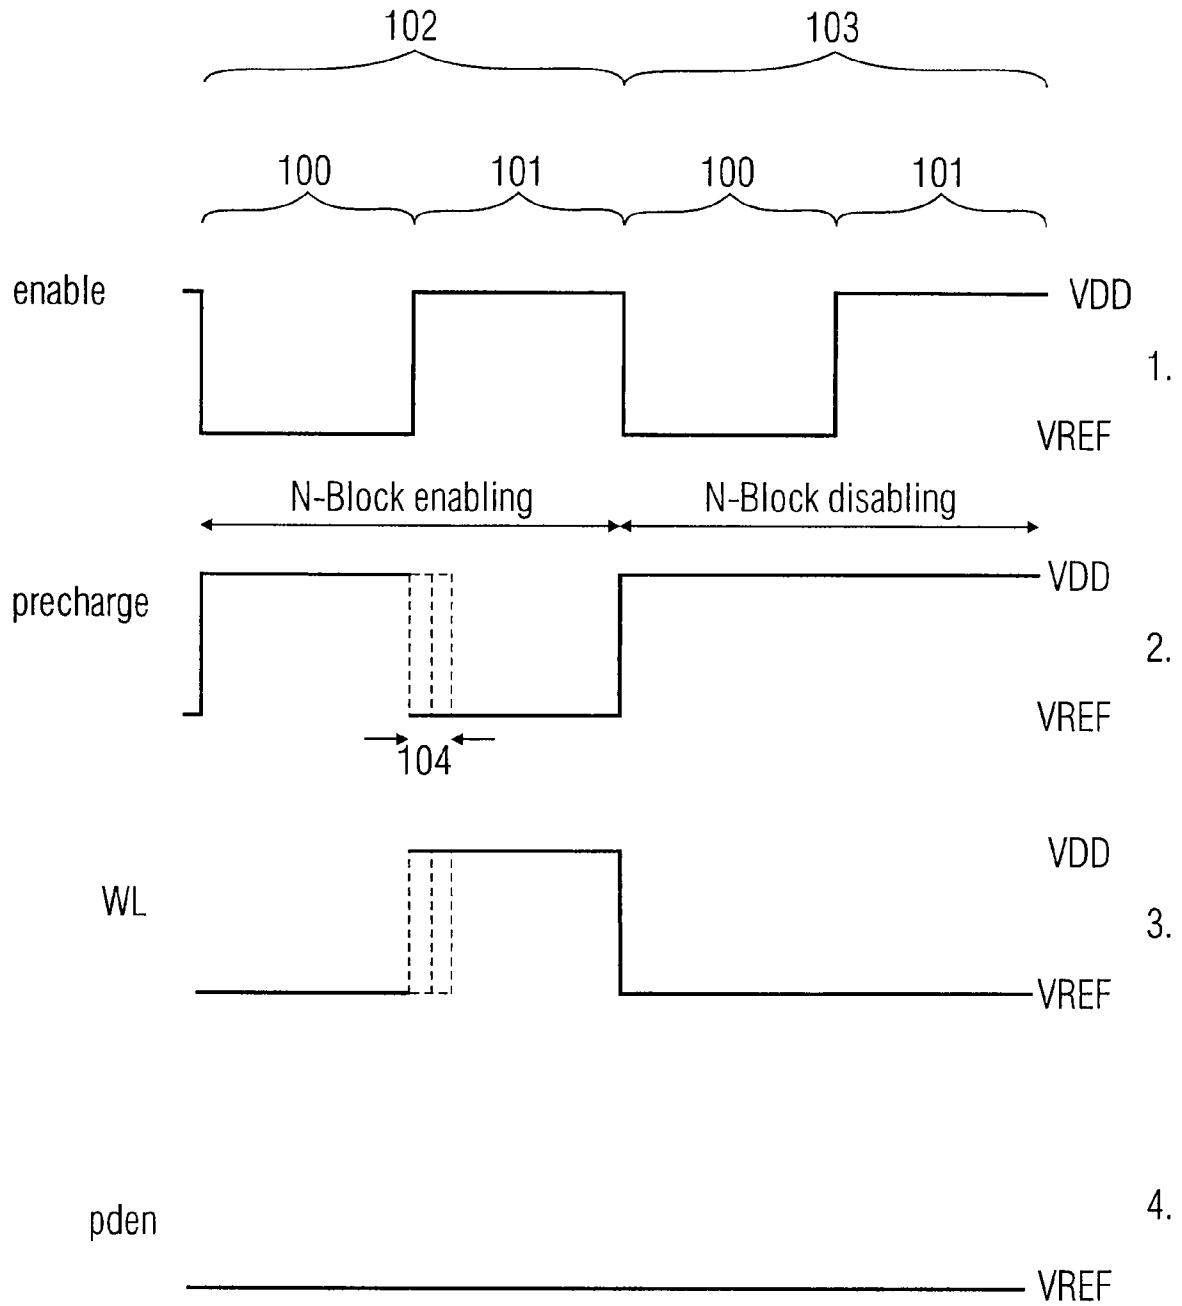 102 103
100 101 100 101
enable VDD
1.
VREF
N-Block enabling N-Block disabling
VDD
precharge
2.
VREF
104
VDD
WL
3.
VREF
4.
pden
VREF